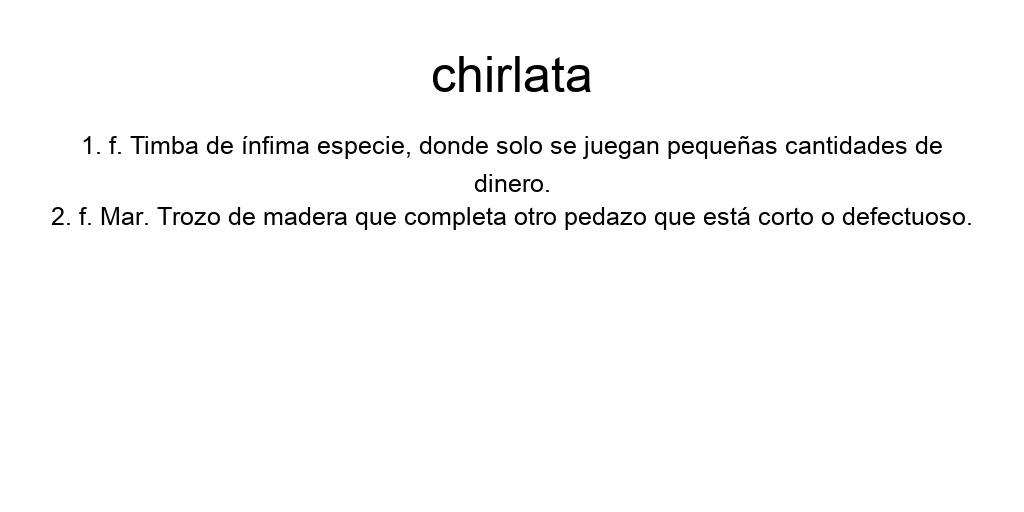 chirlata
1. f. Timba de ínfima especie, donde solo se juegan pequeñas cantidades de
dinero.
2. f. Mar. Trozo de madera que completa otro pedazo que está corto o defectuoso.